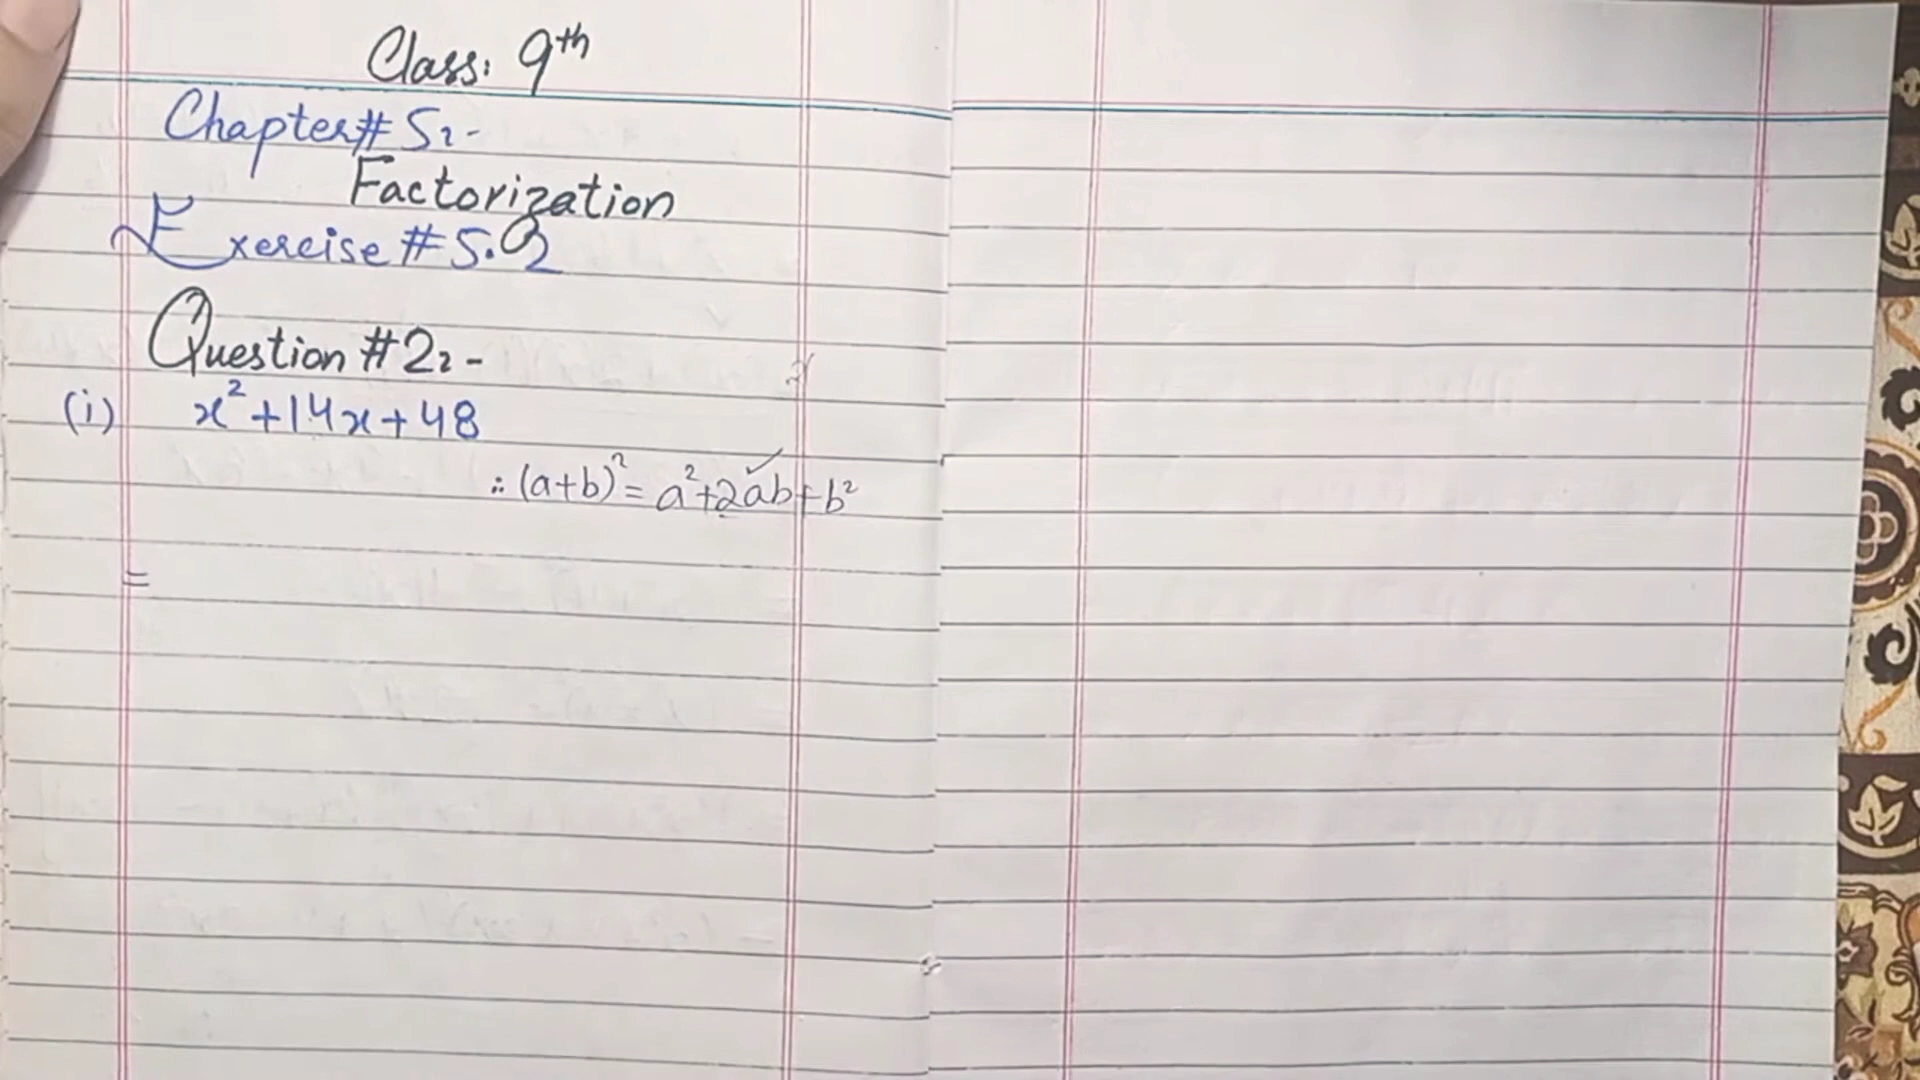 Class: 9th
Chapter# 5:-
Factorization
Exercise # 5.2
Question #2:-
(i) x²+14x+48
∴ (a+b)² = a²+2ab+b²
=